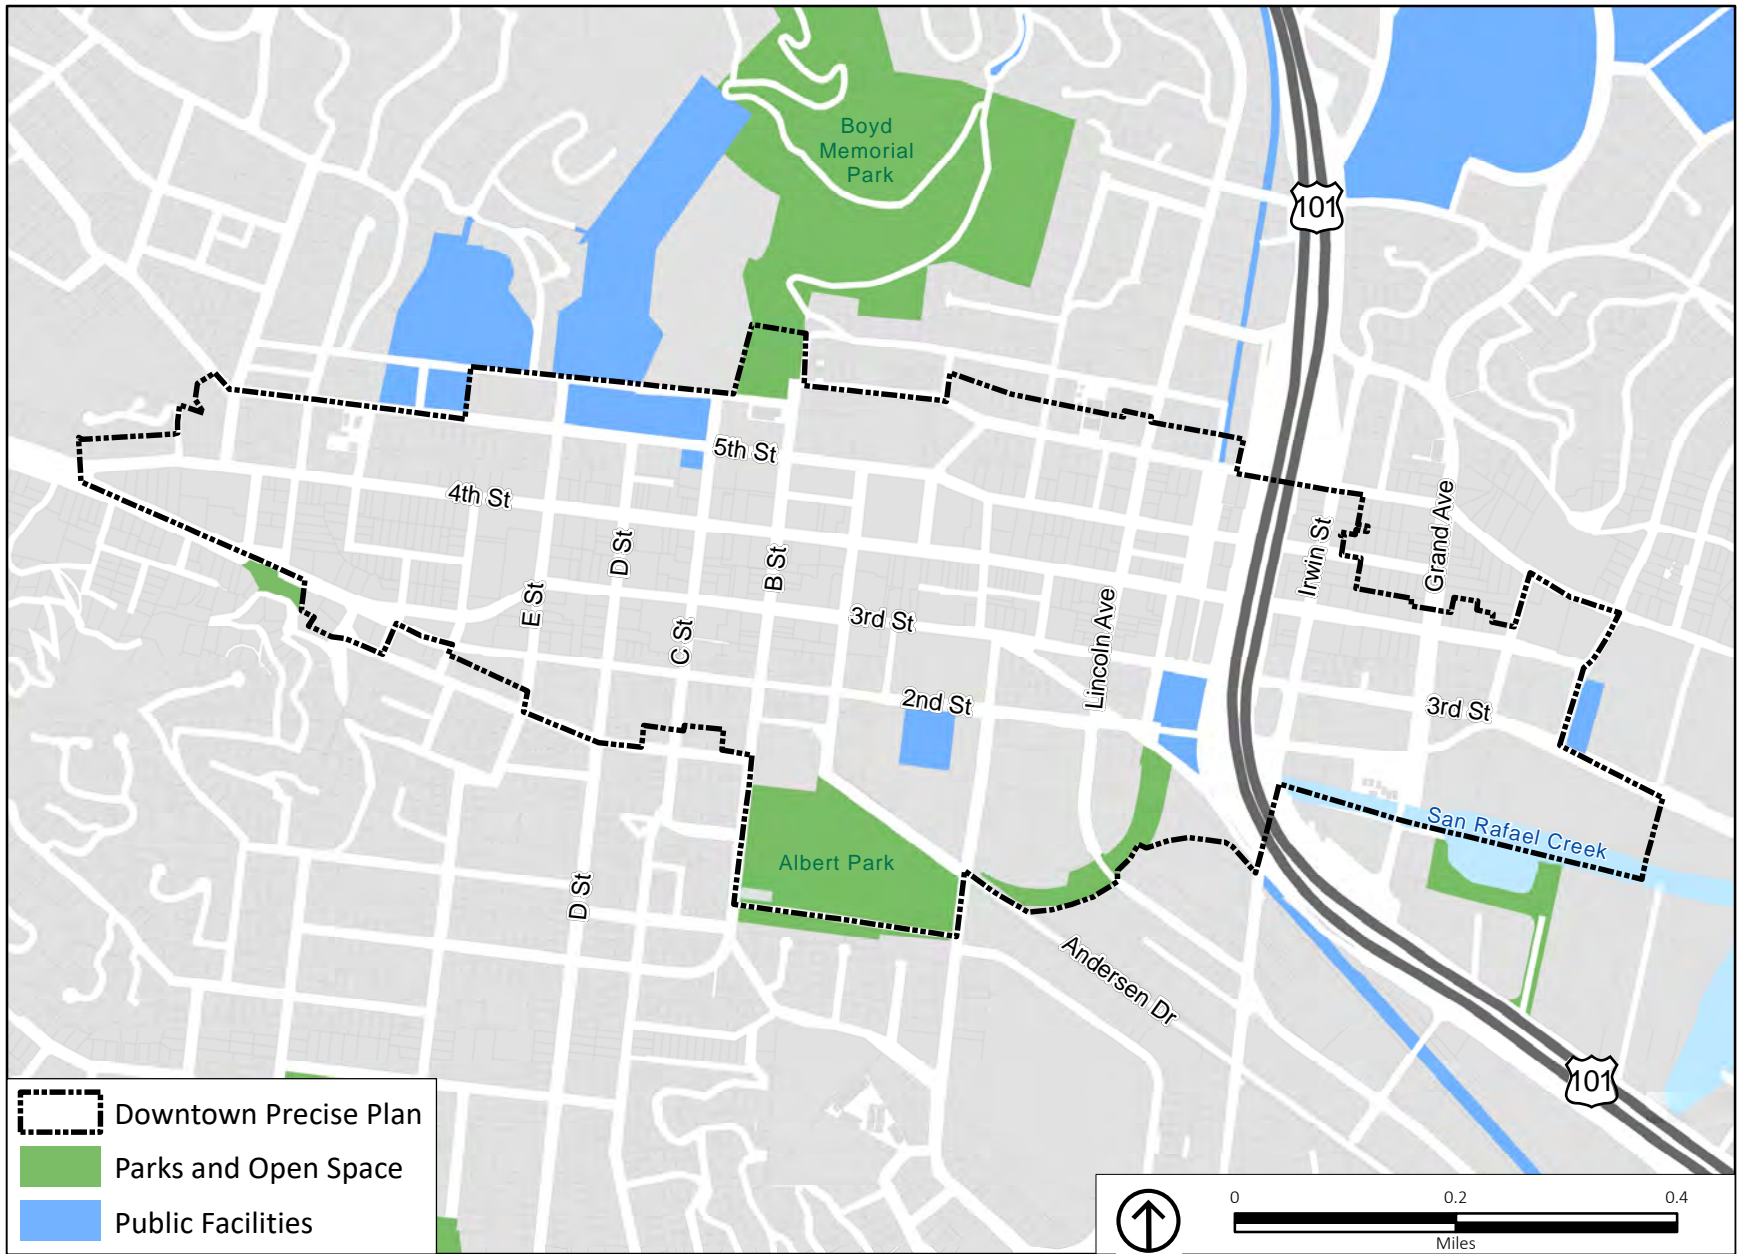 Boyd
Memorial
Park
101
5th St
4th St
D St
B St
E St
C St
3rd St
Lincoln Ave
Irwin St
Grand Ave
2nd St
3rd St
San Rafael Creek
Albert Park
D St
Andersen Dr
101
Downtown Precise Plan
Parks and Open Space
Public Facilities
0 0.2 0.4
Miles